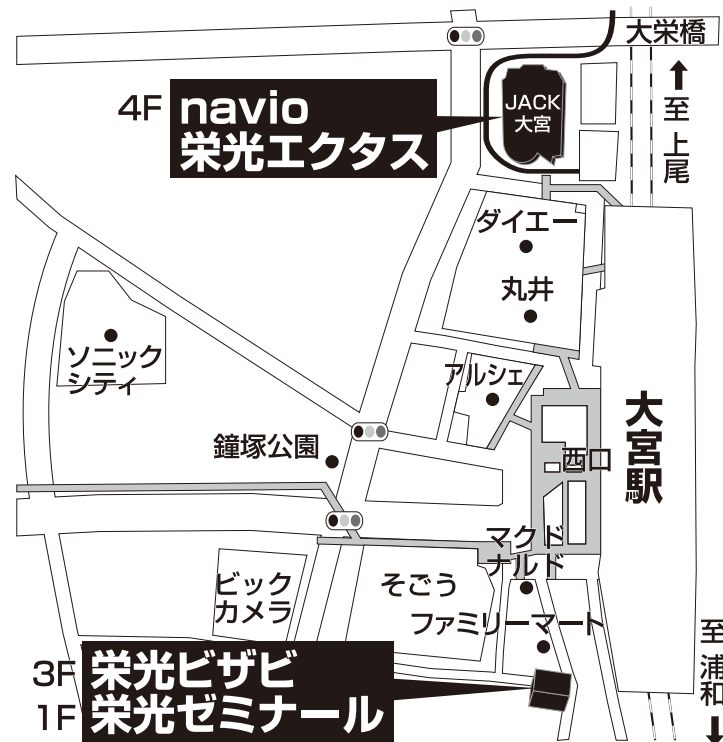 大栄橋
至 上尾
4F navio
栄光エクタス
JACK
大宮
ダイエー
丸井
ソニック
シティ
アルシェ
大宮駅
西口
鐘塚公園
マクド
ナルド
ビック
カメラ
そごう
ファミリーマート
至 浦和
3F 栄光ビザビ
1F 栄光ゼミナール